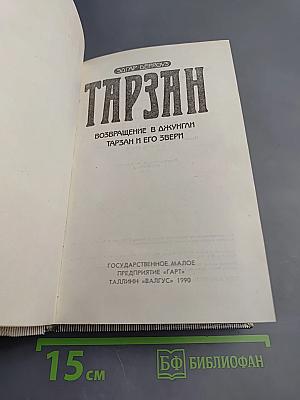 ЭДГАР БЕРРОУЗ
ТАРЗАН
ВОЗВРАЩЕНИЕ В ДЖУНГЛИ
ТАРЗАН И ЕГО ЗВЕРИ
ГОСУДАРСТВЕННОЕ МАЛОЕ
ПРЕДПРИЯТИЕ «ГАРТ»
ТАЛЛИНН «ВАЛГУС» 1990
15 см
БФ БИБЛИОФАН